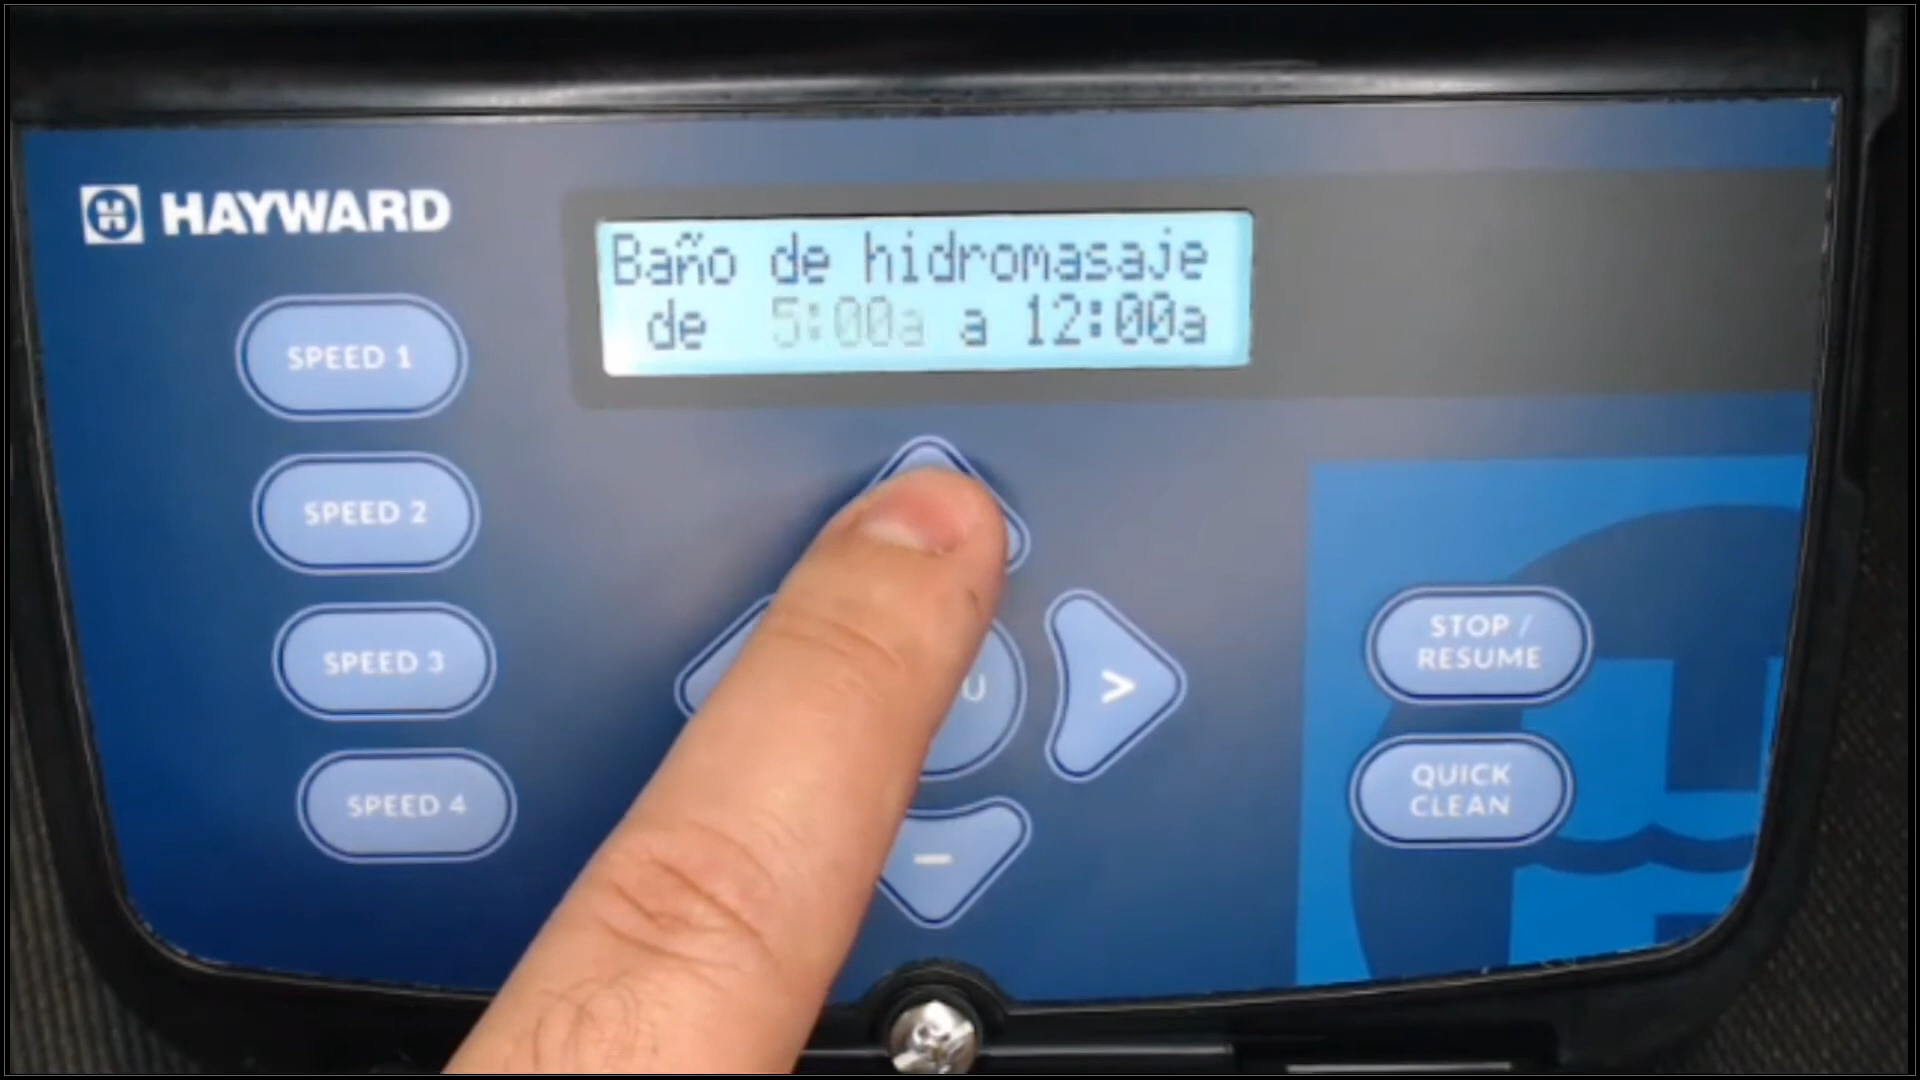 HAYWARD
Baño de hidromasaje
de 5:00a a 12:00a
SPEED 1
SPEED 2
SPEED 3
SPEED 4
>
−
STOP /
RESUME
QUICK
CLEAN